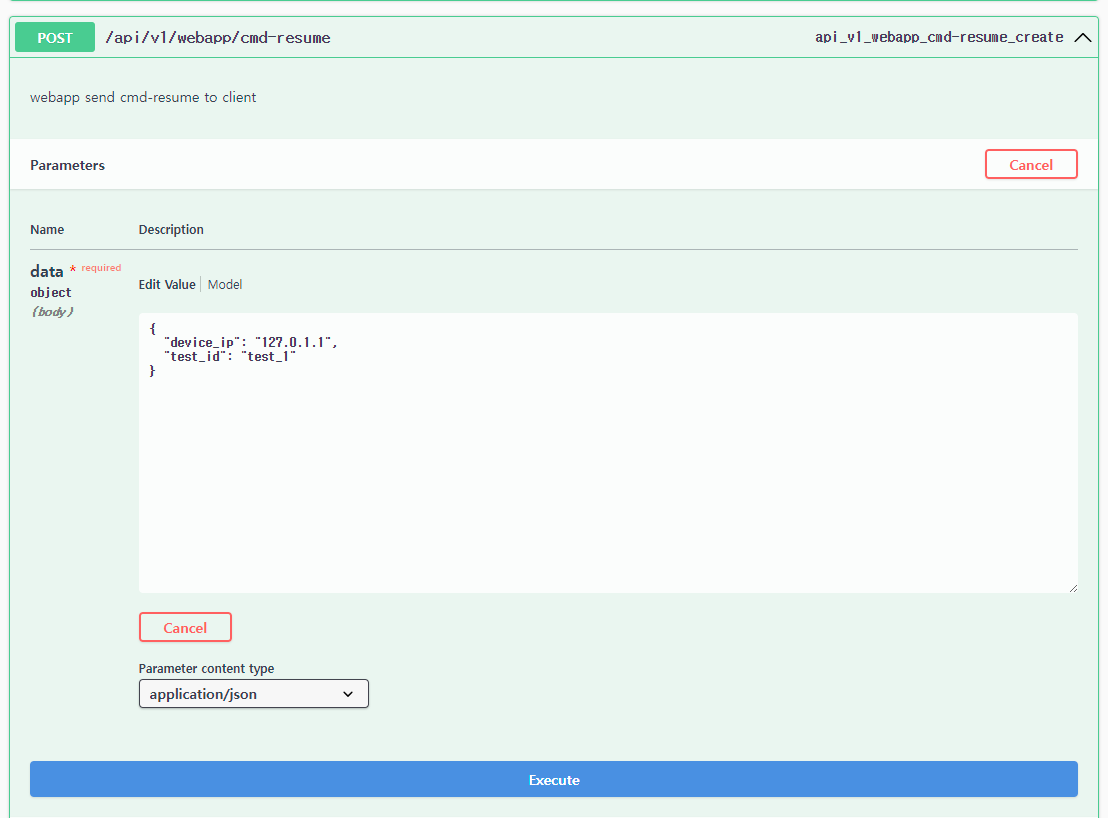 POST /api/v1/webapp/cmd-resume api_v1_webapp_cmd-resume_create
webapp send cmd-resume to client
Parameters Cancel
Name Description
data * required
object
(body)
Edit Value Model
{
"device_ip": "127.0.1.1",
"test_id": "test_1"
}
Cancel
Parameter content type
application/json
Execute